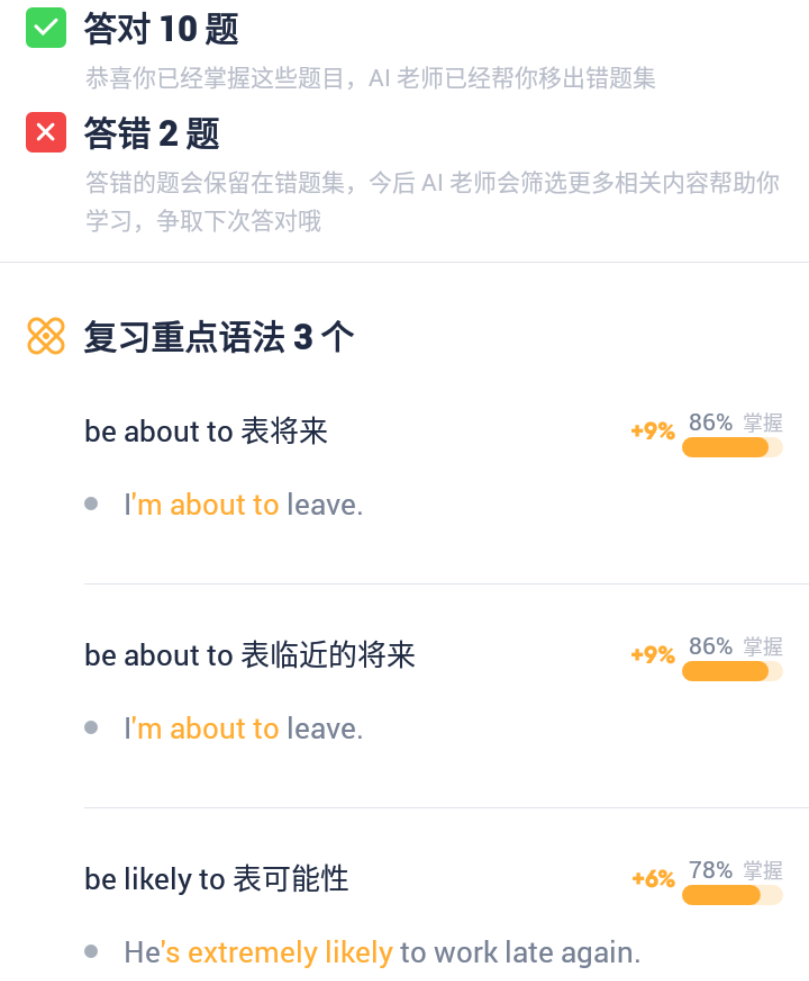 答对 10 题
恭喜你已经掌握这些题目，AI 老师已经帮你移出错题集
答错 2 题
答错的题会保留在错题集，今后 AI 老师会筛选更多相关内容帮助你
学习，争取下次答对哦
复习重点语法 3 个
be about to 表将来 +9% 86% 掌握
I'm about to leave.
be about to 表临近的将来 +9% 86% 掌握
I'm about to leave.
be likely to 表可能性 +6% 78% 掌握
He's extremely likely to work late again.